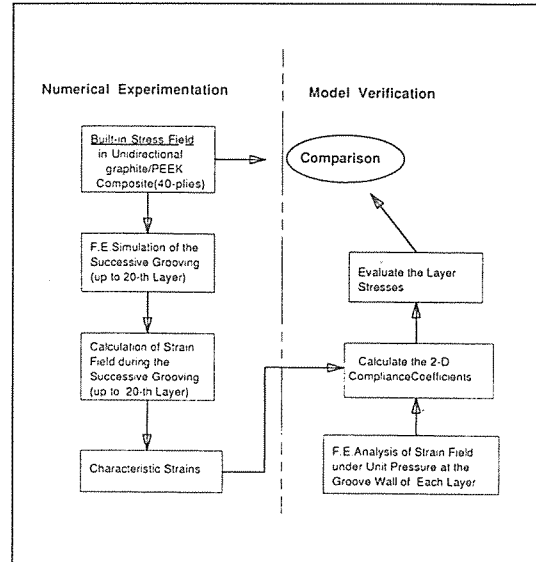 Numerical Experimentation
Built-in Stress Field
in Unidirectional
graphite/PEEK
Composite(40-plies)
F.E Simulation of the
Successive Grooving
(up to 20-th Layer)
Calculation of Strain
Field during the
Successive Grooving
(up to 20-th Layer)
Characteristic Strains
Model Verification
Comparison
Evaluate the Layer
Stresses
Calculate the 2-D
ComplianceCoefficients
F.E.Analysis of Strain Field
under Unit Pressure at the
Groove Wall of Each Layer